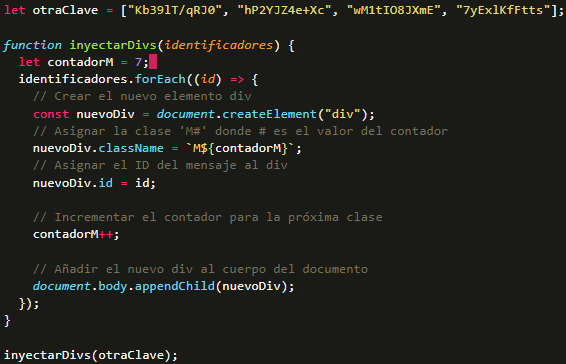 let otraClave = ["Kb39lT/qRJ0", "hP2YJZ4e+Xc", "wM1tIO8JXmE", "7yExlKfFtts"];
function inyectarDivs(identificadores) {
let contadorM = 7;
identificadores.forEach((id) => {
// Crear el nuevo elemento div
const nuevoDiv = document.createElement("div");
// Asignar la clase 'M#' donde # es el valor del contador
nuevoDiv.className = `M${contadorM}`;
// Asignar el ID del mensaje al div
nuevoDiv.id = id;
// Incrementar el contador para la próxima clase
contadorM++;
// Añadir el nuevo div al cuerpo del documento
document.body.appendChild(nuevoDiv);
});
}
inyectarDivs(otraClave);